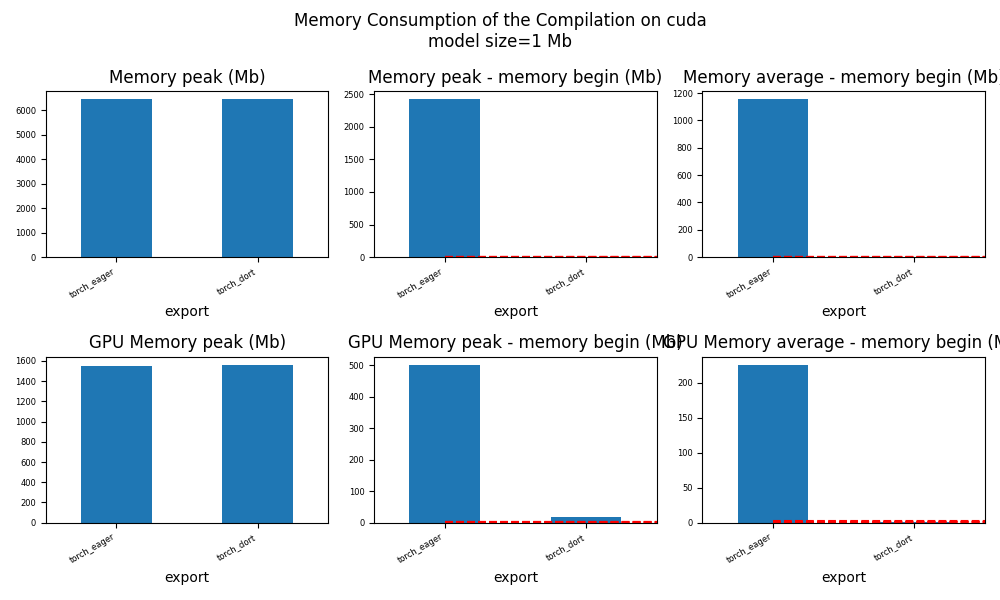 Memory Consumption of the Compilation on cuda
model size=1 Mb
Memory peak (Mb)
Memory peak - memory begin (Mb)
Memory average - memory begin (Mb)
6000
5000
4000
3000
2000
1000
0
torch_eager
torch_dort
export
2500
2000
1500
1000
500
0
torch_eager
torch_dort
export
1200
1000
800
600
400
200
0
torch_eager
torch_dort
export
GPU Memory peak (Mb)
GPU Memory peak - memory begin (Mb)
GPU Memory average - memory begin (M
1600
1400
1200
1000
800
600
400
200
0
torch_eager
torch_dort
export
500
400
300
200
100
0
torch_eager
torch_dort
export
200
150
100
50
0
torch_eager
torch_dort
export